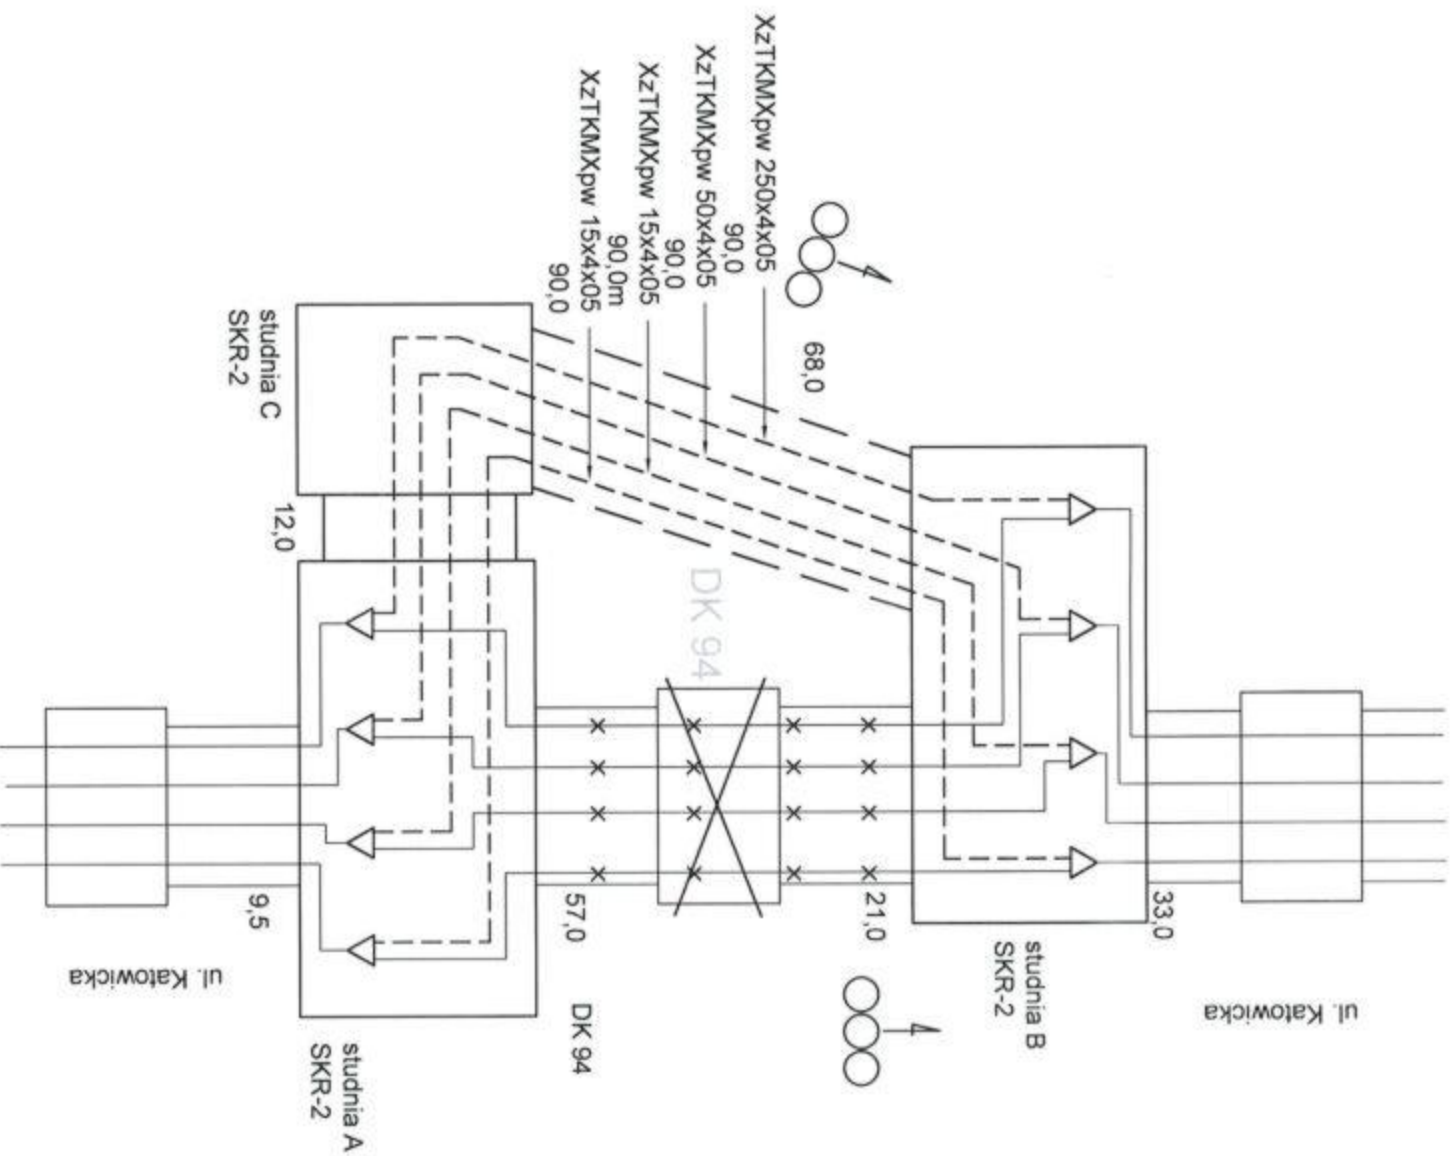 XzTKMXpw 250x4x05
90,0
XzTKMXpw 50x4x05
90,0
XzTKMXpw 15x4x05
90,0m
XzTKMXpw 15x4x05
90,0
68,0
studnia C
SKR-2
12,0
DK 94
33,0
21,0
57,0
9,5
studnia B
SKR-2
DK 94
studnia A
SKR-2
ul. Katowicka
ul. Katowicka